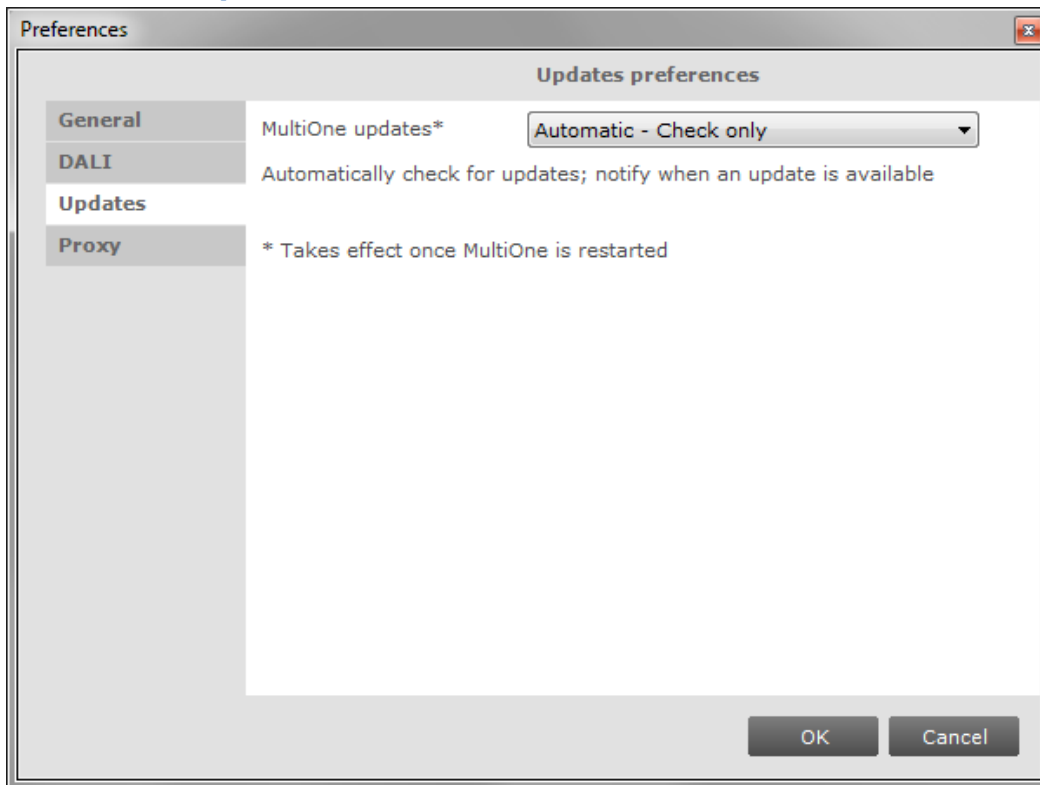 Preferences
Updates preferences
General
DALI
Updates
Proxy
MultiOne updates*
Automatic - Check only
Automatically check for updates; notify when an update is available
* Takes effect once MultiOne is restarted
OK
Cancel